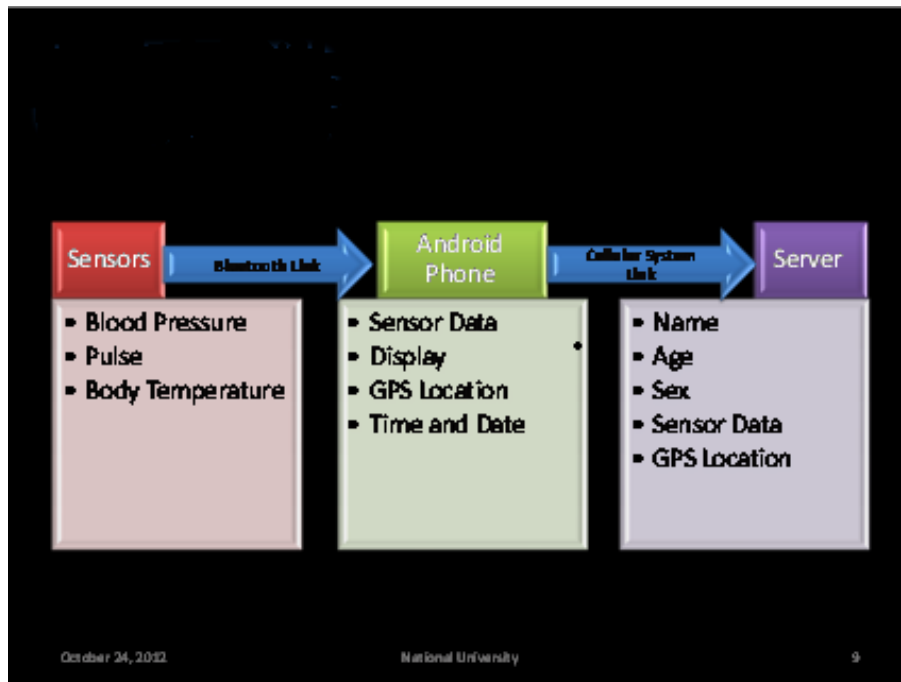 Sensors
Bluetooth Link
Android
Phone
Cellular System
Link
Server
• Blood Pressure
• Pulse
• Body Temperature
• Sensor Data
• Display
• GPS Location
• Time and Date
•
• Name
• Age
• Sex
• Sensor Data
• GPS Location
October 24, 2012
National University
9